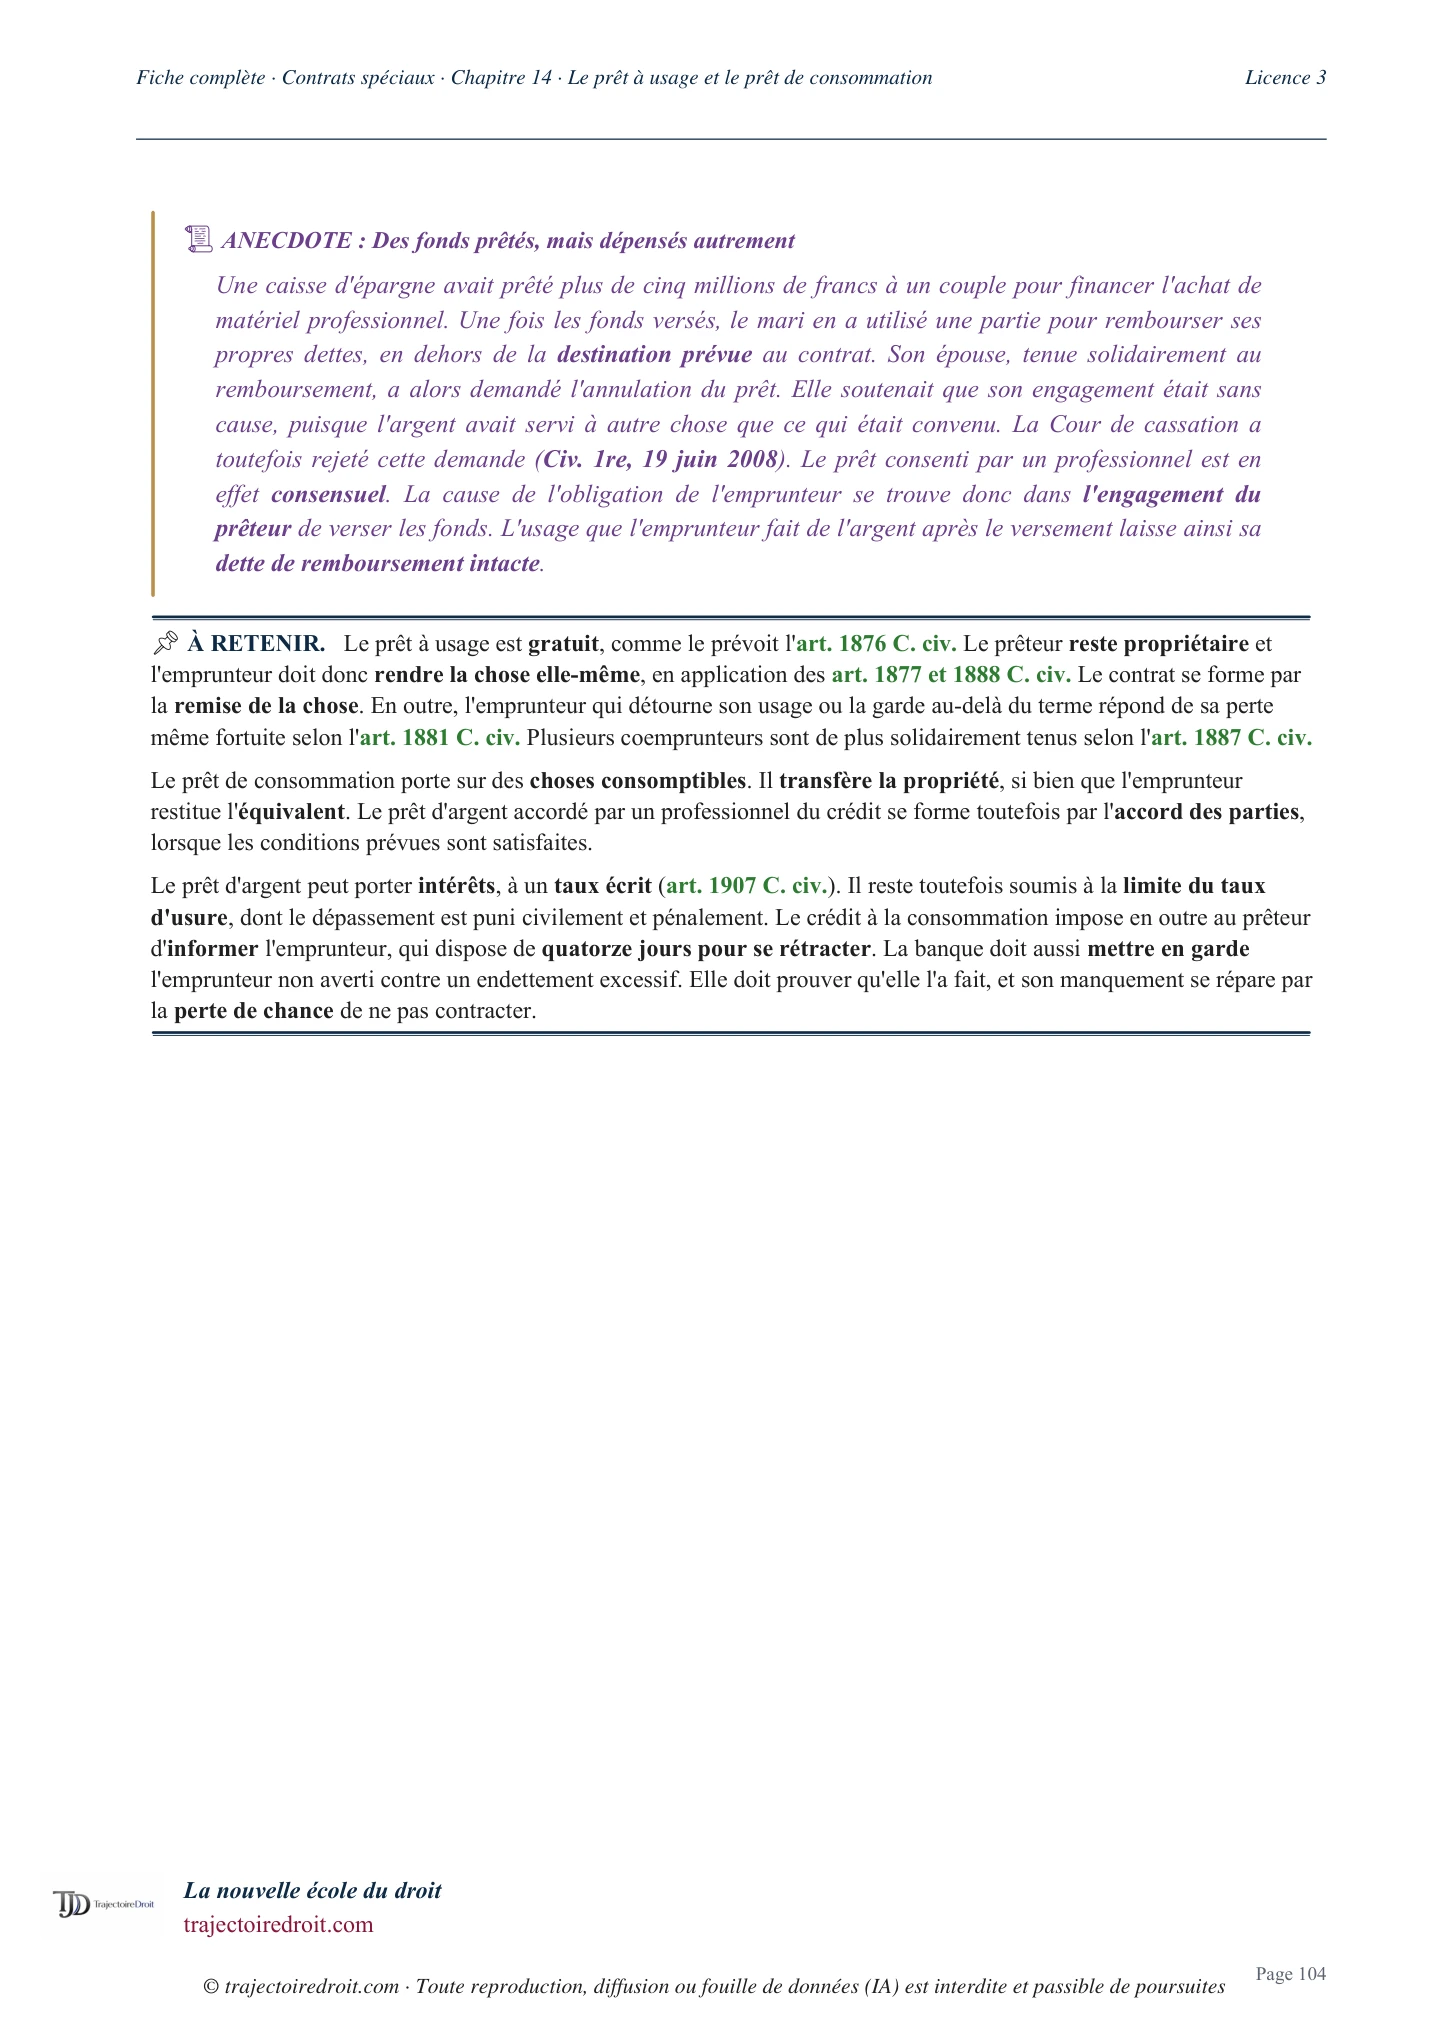 Fiche complète · Contrats spéciaux · Chapitre 14 · Le prêt à usage et le prêt de consommation Licence 3
ANECDOTE : Des fonds prêtés, mais dépensés autrement
Une caisse d'épargne avait prêté plus de cinq millions de francs à un couple pour financer l'achat de
matériel professionnel. Une fois les fonds versés, le mari en a utilisé une partie pour rembourser ses
propres dettes, en dehors de la destination prévue au contrat. Son épouse, tenue solidairement au
remboursement, a alors demandé l'annulation du prêt. Elle soutenait que son engagement était sans
cause, puisque l'argent avait servi à autre chose que ce qui était convenu. La Cour de cassation a
toutefois rejeté cette demande (Civ. 1re, 19 juin 2008). Le prêt consenti par un professionnel est en
effet consensuel. La cause de l'obligation de l'emprunteur se trouve donc dans l'engagement du
prêteur de verser les fonds. L'usage que l'emprunteur fait de l'argent après le versement laisse ainsi sa
dette de remboursement intacte.
À RETENIR. Le prêt à usage est gratuit, comme le prévoit l'art. 1876 C. civ. Le prêteur reste propriétaire et
l'emprunteur doit donc rendre la chose elle-même, en application des art. 1877 et 1888 C. civ. Le contrat se forme par
la remise de la chose. En outre, l'emprunteur qui détourne son usage ou la garde au-delà du terme répond de sa perte
même fortuite selon l'art. 1881 C. civ. Plusieurs coemprunteurs sont de plus solidairement tenus selon l'art. 1887 C. civ.
Le prêt de consommation porte sur des choses consomptibles. Il transfère la propriété, si bien que l'emprunteur
restitue l'équivalent. Le prêt d'argent accordé par un professionnel du crédit se forme toutefois par l'accord des parties,
lorsque les conditions prévues sont satisfaites.
Le prêt d'argent peut porter intérêts, à un taux écrit (art. 1907 C. civ.). Il reste toutefois soumis à la limite du taux
d'usure, dont le dépassement est puni civilement et pénalement. Le crédit à la consommation impose en outre au prêteur
d'informer l'emprunteur, qui dispose de quatorze jours pour se rétracter. La banque doit aussi mettre en garde
l'emprunteur non averti contre un endettement excessif. Elle doit prouver qu'elle l'a fait, et son manquement se répare par
la perte de chance de ne pas contracter.
La nouvelle école du droit
TJD TrajectoireDroit
trajectoiredroit.com
© trajectoiredroit.com · Toute reproduction, diffusion ou fouille de données (IA) est interdite et passible de poursuites
Page 104